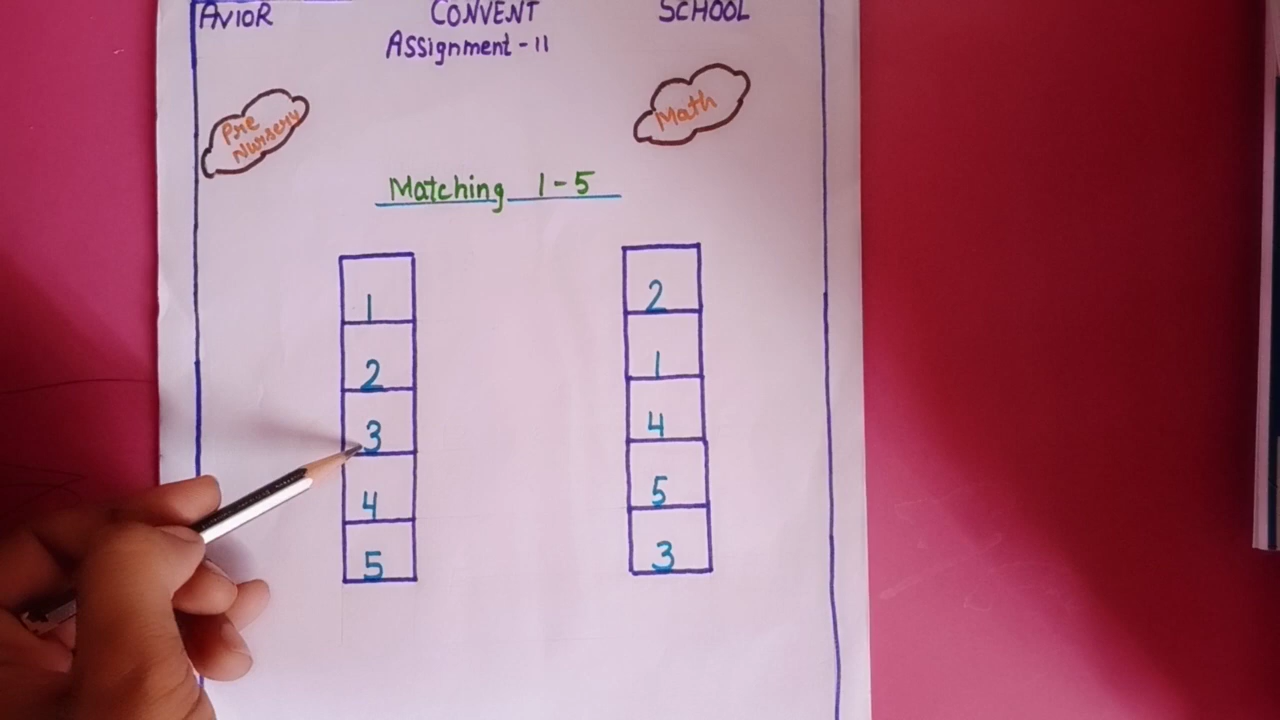 AVIOR CONVENT SCHOOL
Assignment - 11
Pre
Nursery
Math
Matching 1-5
1 2
2 1
3 4
4 5
5 3